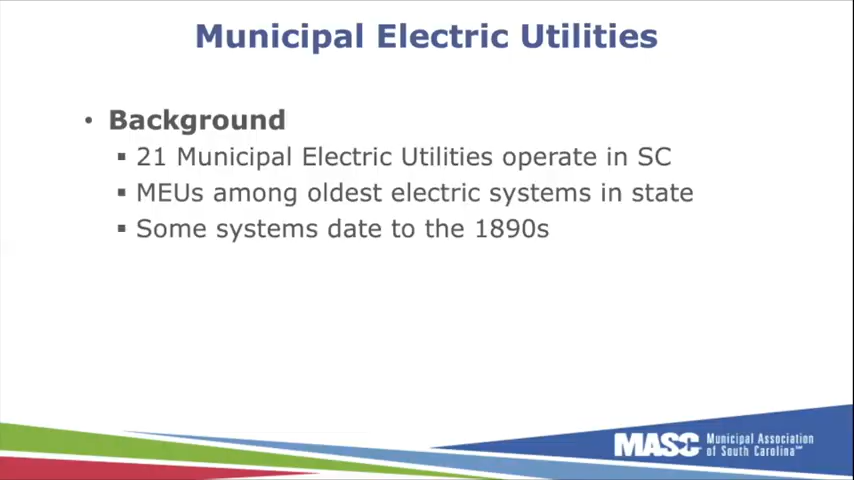 Municipal Electric Utilities
• Background
▪ 21 Municipal Electric Utilities operate in SC
▪ MEUs among oldest electric systems in state
▪ Some systems date to the 1890s
MASC Municipal Association
of South Carolina